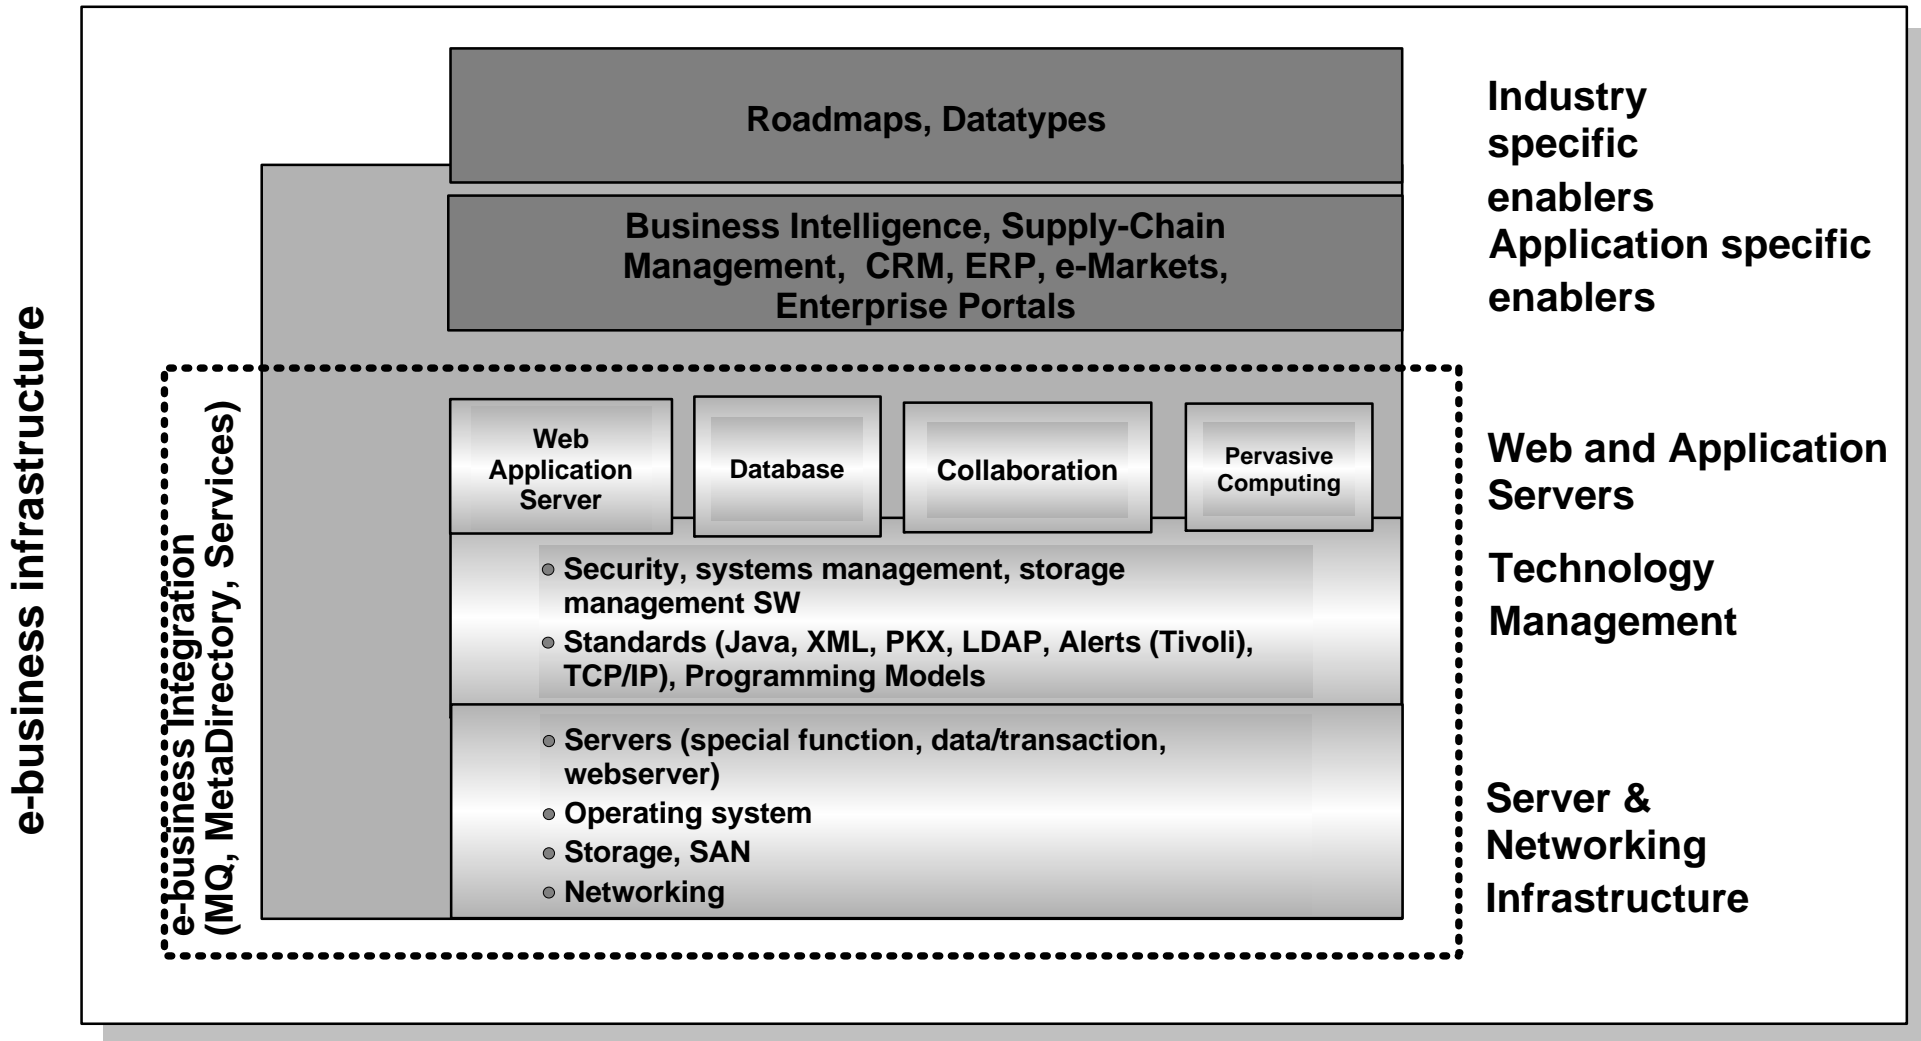 e-business infrastructure
e-business Integration
(MQ, MetaDirectory, Services)
Roadmaps, Datatypes
Industry
specific
enablers
Business Intelligence, Supply-Chain
Management, CRM, ERP, e-Markets,
Enterprise Portals
Application specific
enablers
Web
Application
Server
Database
Collaboration
Pervasive
Computing
Web and Application
Servers
Security, systems management, storage
management SW
Standards (Java, XML, PKX, LDAP, Alerts (Tivoli),
TCP/IP), Programming Models
Technology
Management
Servers (special function, data/transaction,
webserver)
Operating system
Storage, SAN
Networking
Server &
Networking
Infrastructure